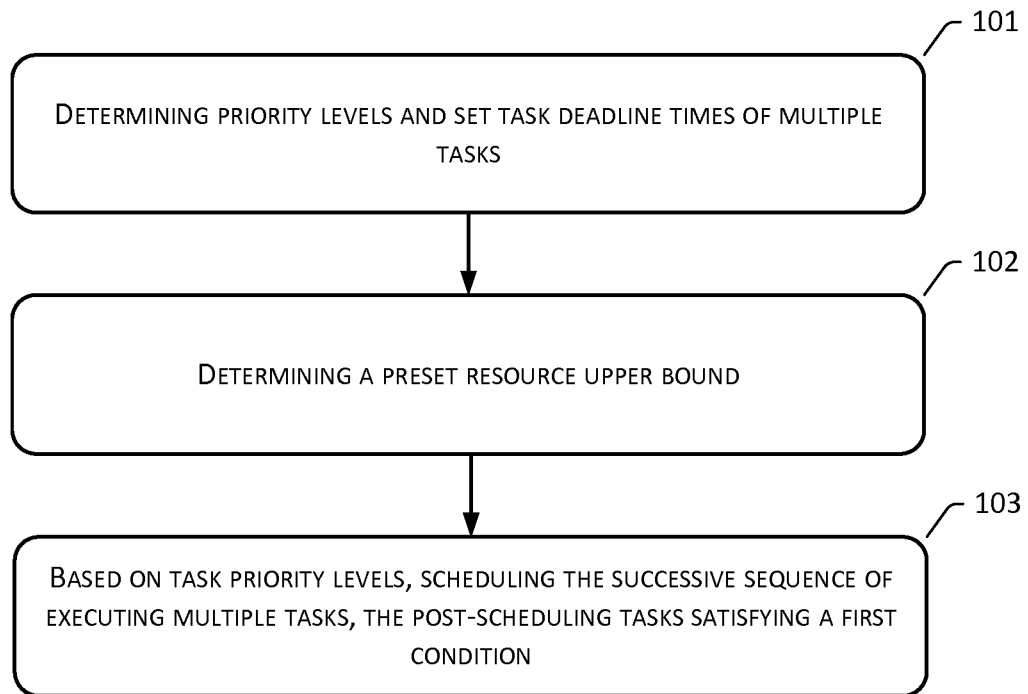 101
DETERMINING PRIORITY LEVELS AND SET TASK DEADLINE TIMES OF MULTIPLE
TASKS
102
DETERMINING A PRESET RESOURCE UPPER BOUND
103
BASED ON TASK PRIORITY LEVELS, SCHEDULING THE SUCCESSIVE SEQUENCE OF
EXECUTING MULTIPLE TASKS, THE POST-SCHEDULING TASKS SATISFYING A FIRST
CONDITION